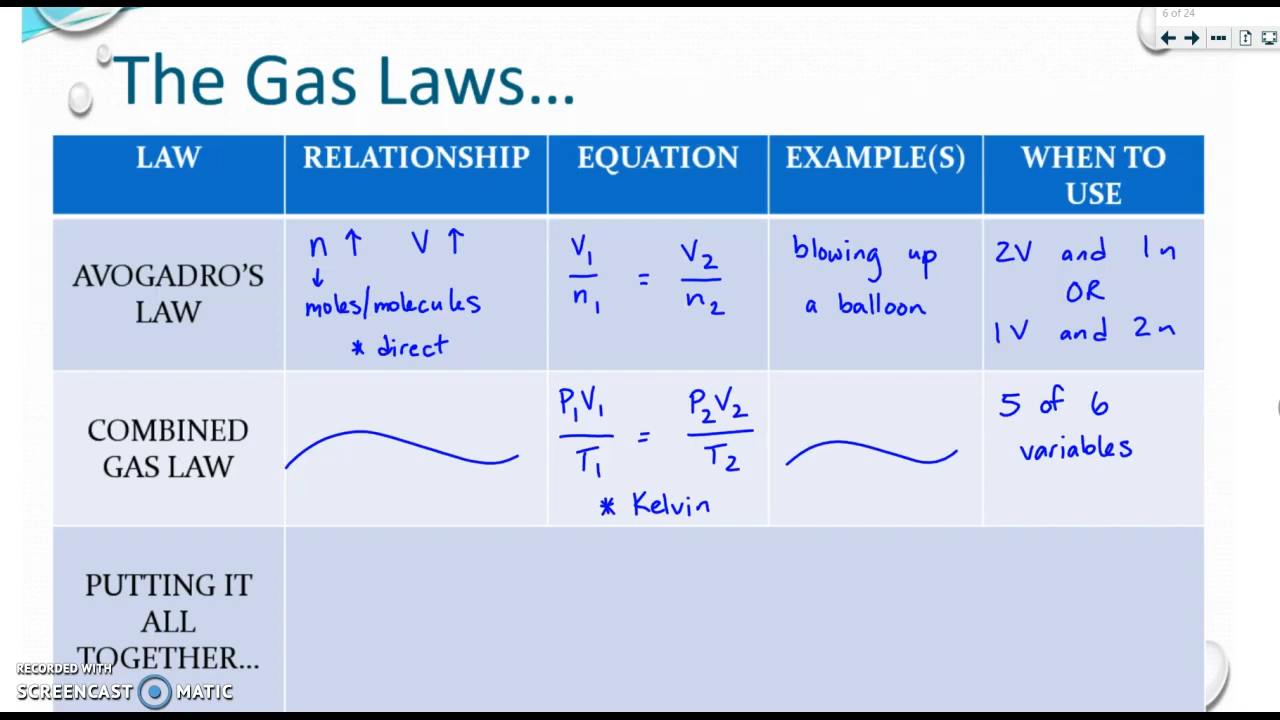 6 of 24
The Gas Laws...
LAW RELATIONSHIP EQUATION EXAMPLE(S) WHEN TO USE
AVOGADRO'S LAW
n ↑ V ↑
↓
moles/molecules
* direct
V₁/n₁ = V₂/n₂
blowing up
a balloon
2V and 1n
OR
1V and 2n
COMBINED
GAS LAW
P₁V₁/T₁ = P₂V₂/T₂
* Kelvin
5 of 6
variables
PUTTING IT
ALL
TOGETHER...
RECORDED WITH
SCREENCAST MATIC